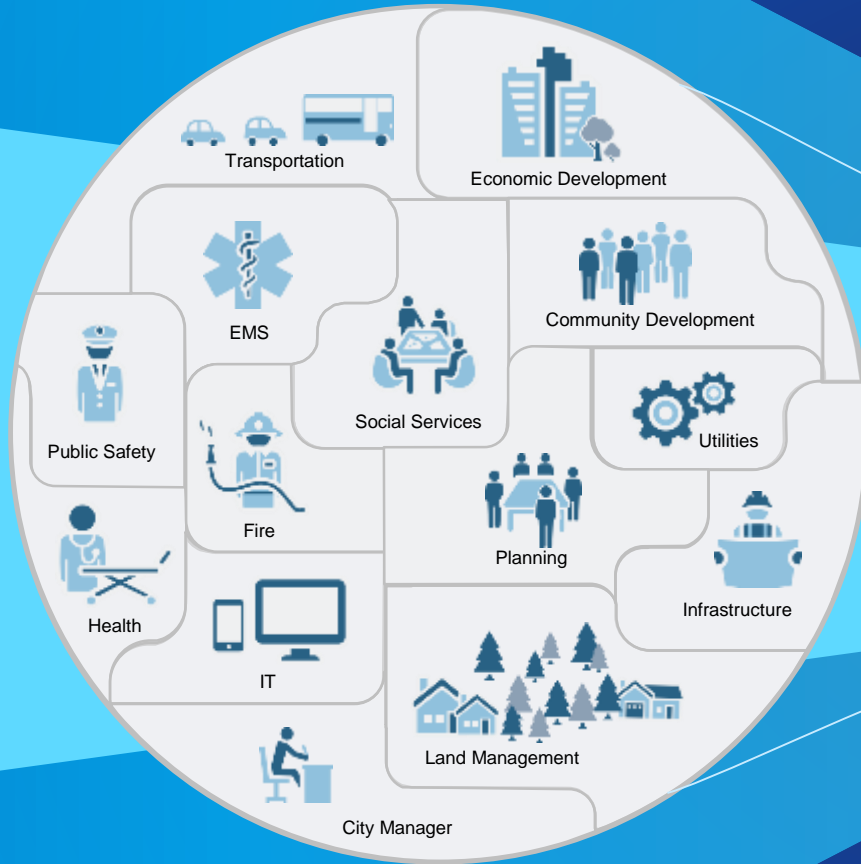 Transportation
Economic Development
EMS
Community Development
Social Services
Utilities
Public Safety
Fire
Planning
Infrastructure
Health
IT
Land Management
City Manager